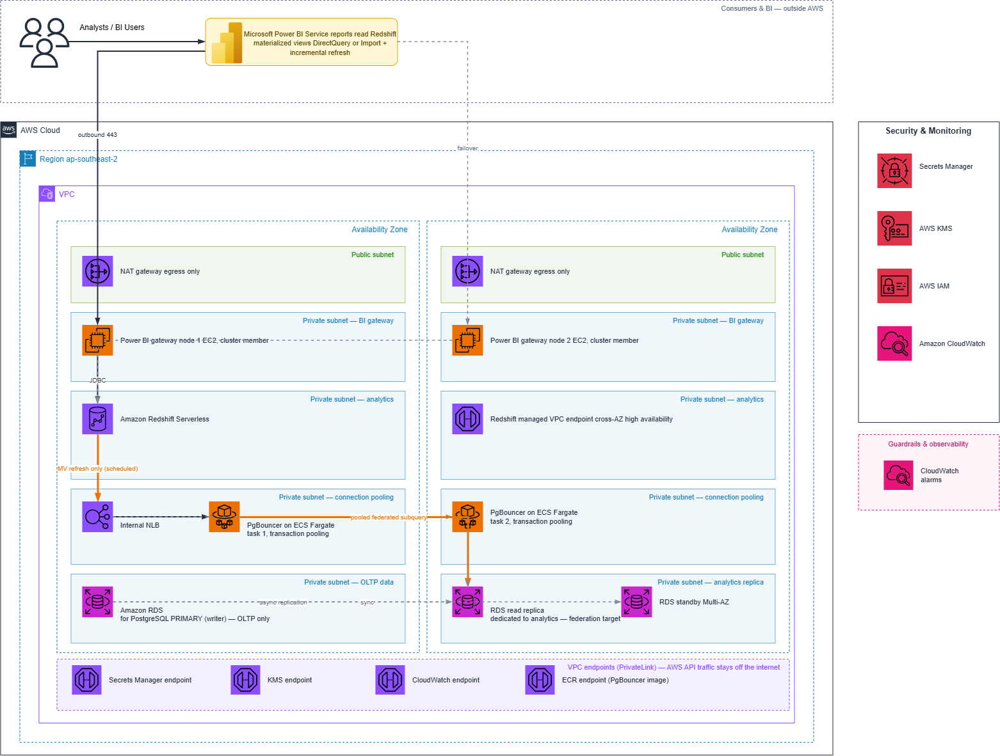 Consumers & BI — outside AWS
Analysts / BI Users
Microsoft Power BI Service reports read Redshift
materialized views DirectQuery or Import +
incremental refresh
aws
AWS Cloud
outbound 443
failover
Region ap-southeast-2
VPC
Availability Zone
Availability Zone
Public subnet
NAT gateway egress only
Public subnet
NAT gateway egress only
Private subnet — BI gateway
Power BI gateway node 1 EC2, cluster member
Private subnet — BI gateway
Power BI gateway node 2 EC2, cluster member
JDBC
Private subnet — analytics
Amazon Redshift Serverless
Private subnet — analytics
Redshift managed VPC endpoint cross-AZ high availability
MV refresh only (scheduled)
Private subnet — connection pooling
Internal NLB
PgBouncer on ECS Fargate
task 1, transaction pooling
pooled federated subquery
Private subnet — connection pooling
PgBouncer on ECS Fargate
task 2, transaction pooling
Private subnet — OLTP data
Amazon RDS
for PostgreSQL PRIMARY (writer) — OLTP only
async replication
sync
Private subnet — analytics replica
RDS read replica
dedicated to analytics — federation target
RDS standby Multi-AZ
VPC endpoints (PrivateLink) — AWS API traffic stays off the internet
Secrets Manager endpoint
KMS endpoint
CloudWatch endpoint
ECR endpoint (PgBouncer image)
Security & Monitoring
Secrets Manager
AWS KMS
AWS IAM
Amazon CloudWatch
Guardrails & observability
CloudWatch
alarms